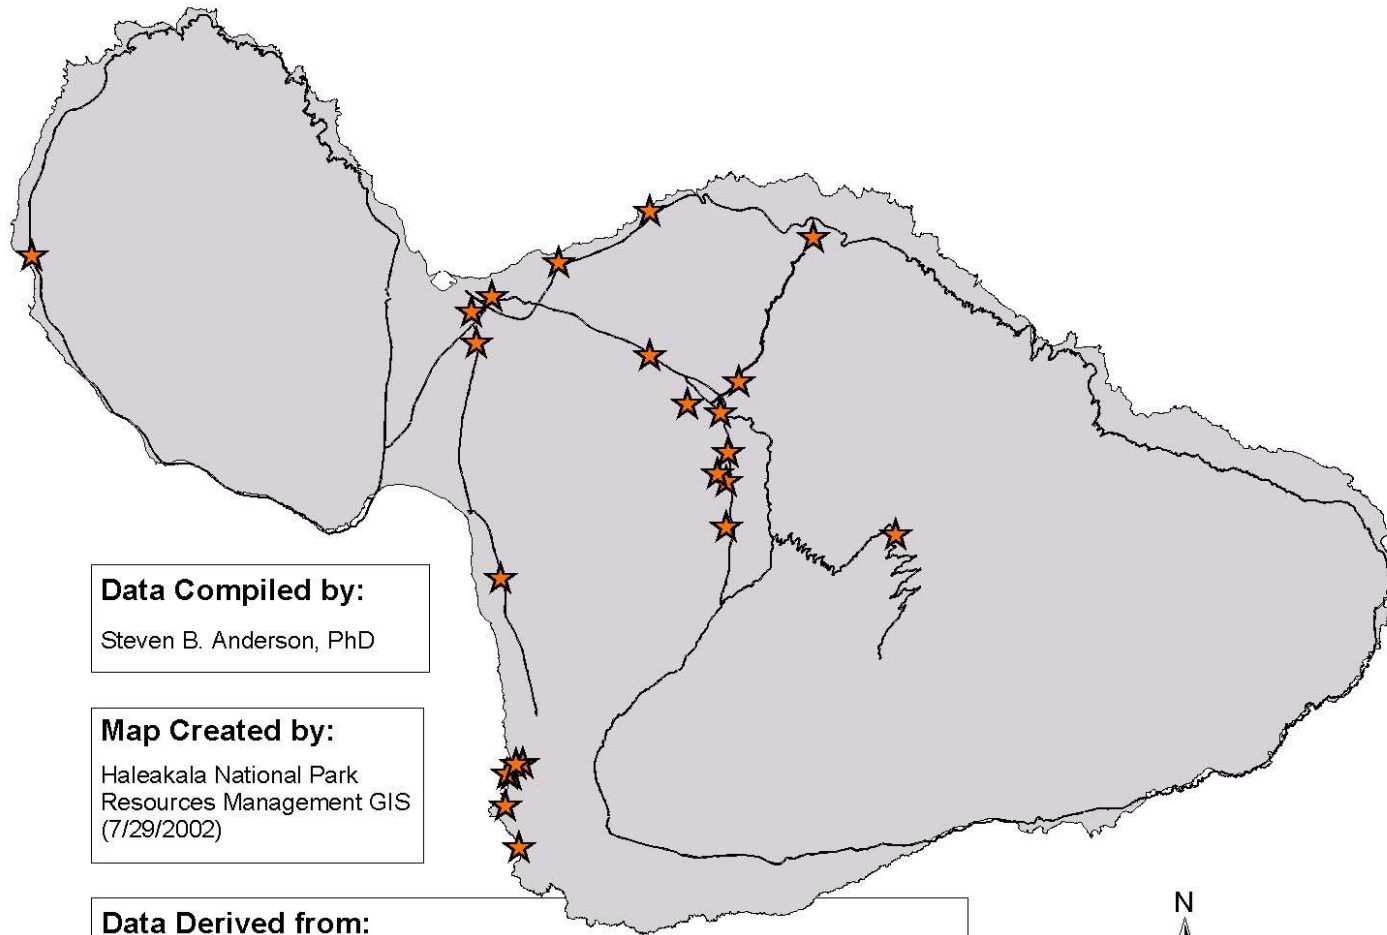 Data Compiled by:
Steven B. Anderson, PhD
Map Created by:
Haleakala National Park
Resources Management GIS
(7/29/2002)
Data Derived from:
N